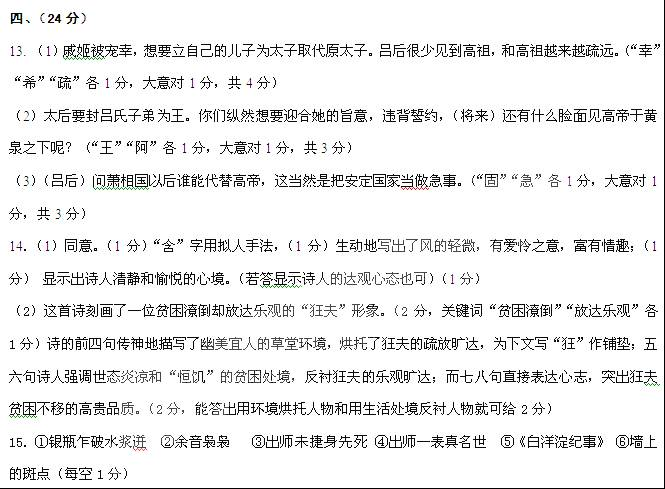 四、（24 分）
13. （1）戚姬被宠幸，想要立自己的儿子为太子取代原太子。吕后很少见到高祖，和高祖越来越疏远。（“幸”
“希”“疏”各 1 分，大意对 1 分，共 4 分）
（2）太后要封吕氏子弟为王。你们纵然想要迎合她的旨意，违背誓约，（将来）还有什么脸面见高帝于黄
泉之下呢？（“王”“阿”各 1 分，大意对 1 分，共 3 分）
（3）（吕后）问萧相国以后谁能代替高帝，这当然是把安定国家当做急事。（“固”“急”各 1 分，大意对 1
分，共 3 分）
14．（1）同意。（1 分）“含”字用拟人手法，（1 分）生动地写出了风的轻微，有爱怜之意，富有情趣；（1
分） 显示出诗人清静和愉悦的心境。（若答显示诗人的达观心态也可）（1 分）
（2）这首诗刻画了一位贫困潦倒却放达乐观的“狂夫”形象。（2 分，关键词“贫困潦倒”“放达乐观”各
1 分）诗的前四句传神地描写了幽美宜人的草堂环境，烘托了狂夫的疏放旷达，为下文写“狂”作铺垫；五
六句诗人强调世态炎凉和“恒饥”的贫困处境，反衬狂夫的乐观旷达；而七八句直接表达心志，突出狂夫
贫困不移的高贵品质。（2 分，能答出用环境烘托人物和用生活处境反衬人物就可给 2 分）
15．①银瓶乍破水浆迸 ②余音袅袅 ③出师未捷身先死 ④出师一表真名世 ⑤《白洋淀纪事》 ⑥墙上
的斑点（每空 1 分）